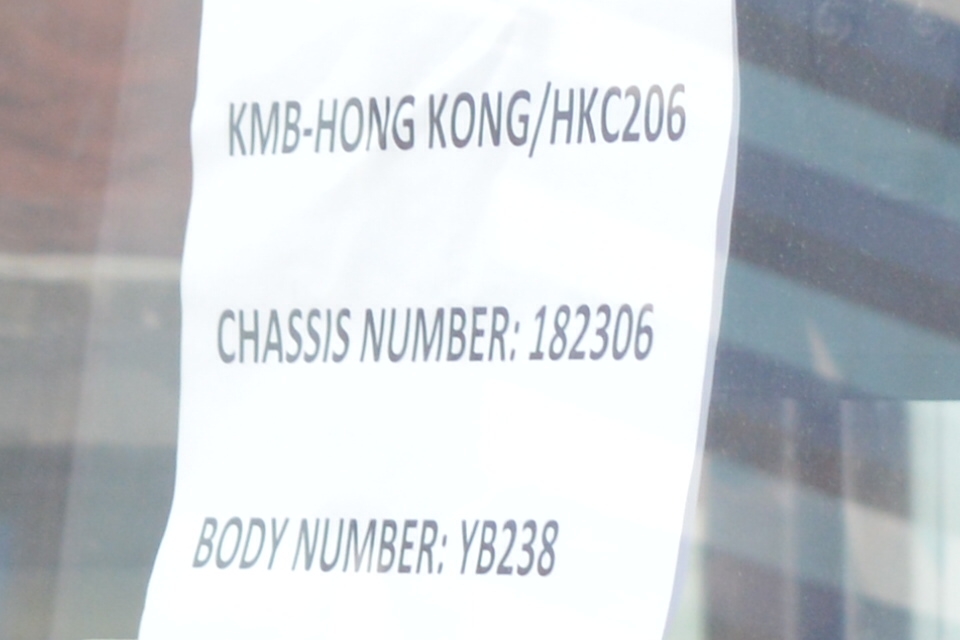 KMB-HONG KONG/HKC206
CHASSIS NUMBER: 182306
BODY NUMBER: YB238